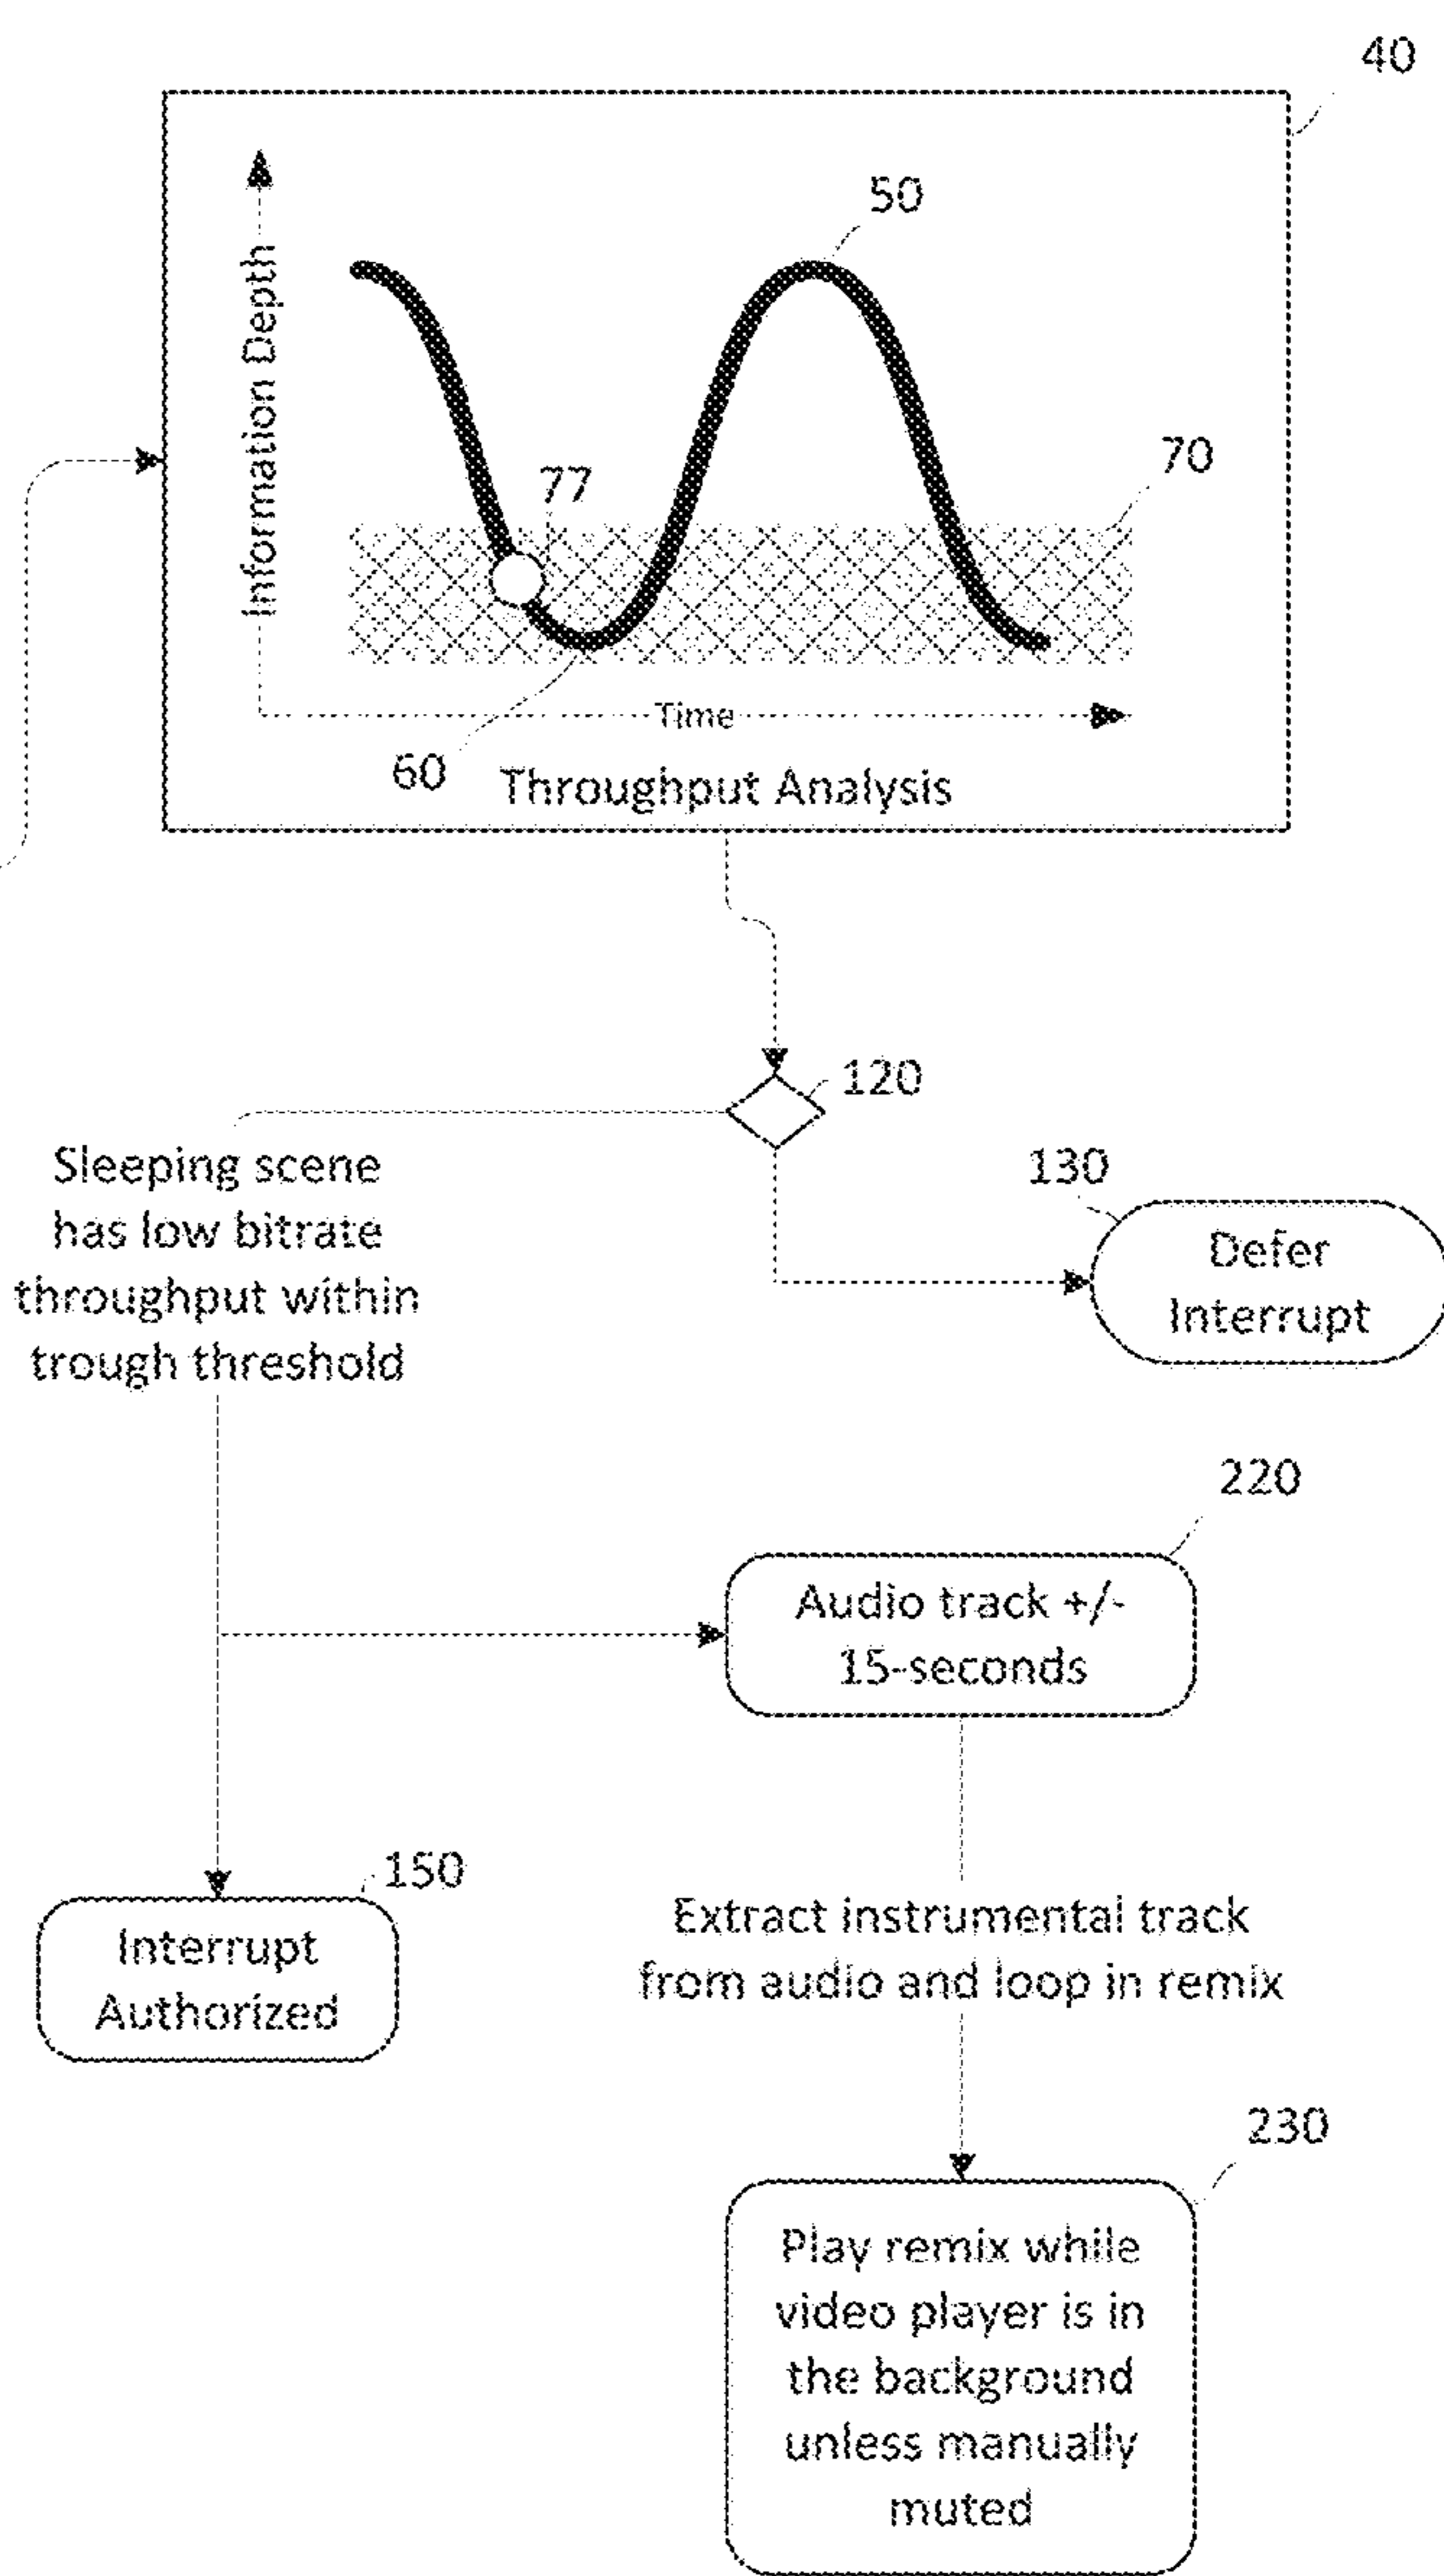 40
50
Information Depth
77
70
Time
60
Throughput Analysis
120
Sleeping scene
has low bitrate
throughput within
trough threshold
130
Defer
Interrupt
220
Audio track +/-
15-seconds
150
Interrupt
Authorized
Extract instrumental track
from audio and loop in remix
230
Play remix while
video player is in
the background
unless manually
muted